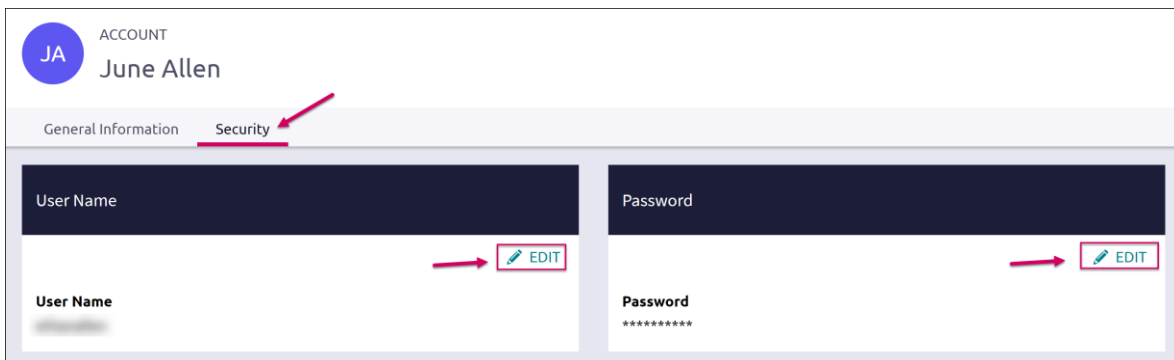 JA
ACCOUNT
June Allen
General Information
Security
User Name
Password
EDIT
EDIT
User Name
Password
**********